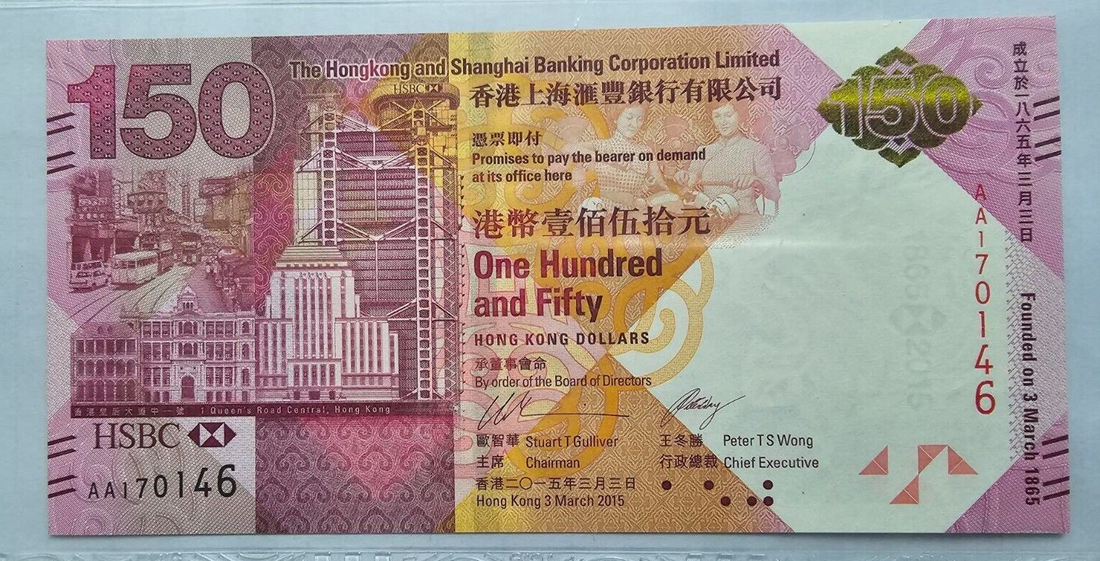 150
The Hongkong and Shanghai Banking Corporation Limited
HSBC
香港上海滙豐銀行有限公司
150
憑票即付
Promises to pay the bearer on demand
at its office here
港幣壹佰伍拾元
One Hundred
and Fifty
HONG KONG DOLLARS
承董事會命
By order of the Board of Directors
歐智華 Stuart T Gulliver
主席 Chairman
王冬勝 Peter T S Wong
行政總裁 Chief Executive
香港二〇一五年三月三日
Hong Kong 3 March 2015
香港皇后大道中一號 1 Queen's Road Central, Hong Kong
HSBC
AA170146
AA170146
成立於一八六五年三月三日
Founded on 3 March 1865